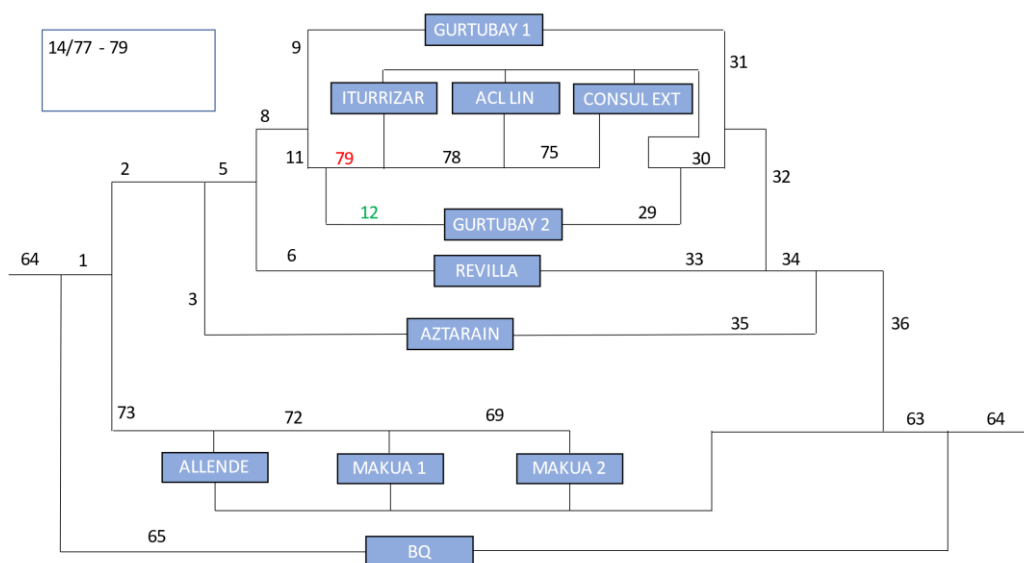 14/77 - 79
9
GURTUBAY 1
31
ITURRIZAR
ACL LIN
CONSUL EXT
8
11
79
78
75
30
2
5
32
12
GURTUBAY 2
29
64
1
6
REVILLA
33
34
3
AZTARAIN
35
36
73
72
69
63
64
ALLENDE
MAKUA 1
MAKUA 2
65
BQ